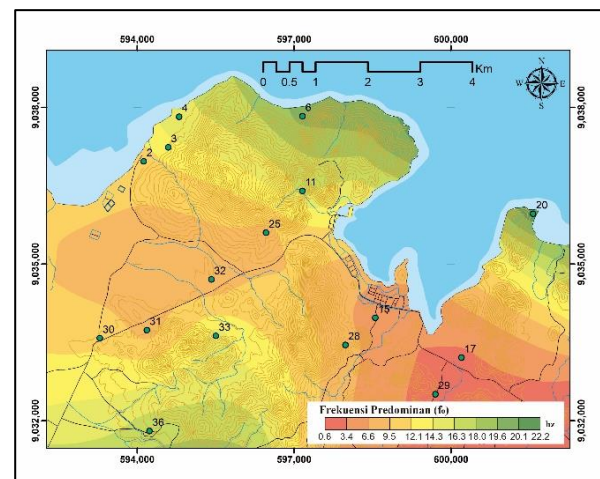 594,000 597,000 600,000
Km
0 0.5 1 2 3 4
N
W E
S
9,038,000 9,038,000
4
6
3
2
11
20
25
9,035,000 9,035,000
32
15
31
30
33
28
17
29
36
Frekuensi Predominan (f₀)
hz
0.6 3.4 6.6 9.5 12.1 14.3 16.3 18.0 19.6 20.1 22.2
9,032,000 9,032,000
594,000 597,000 600,000